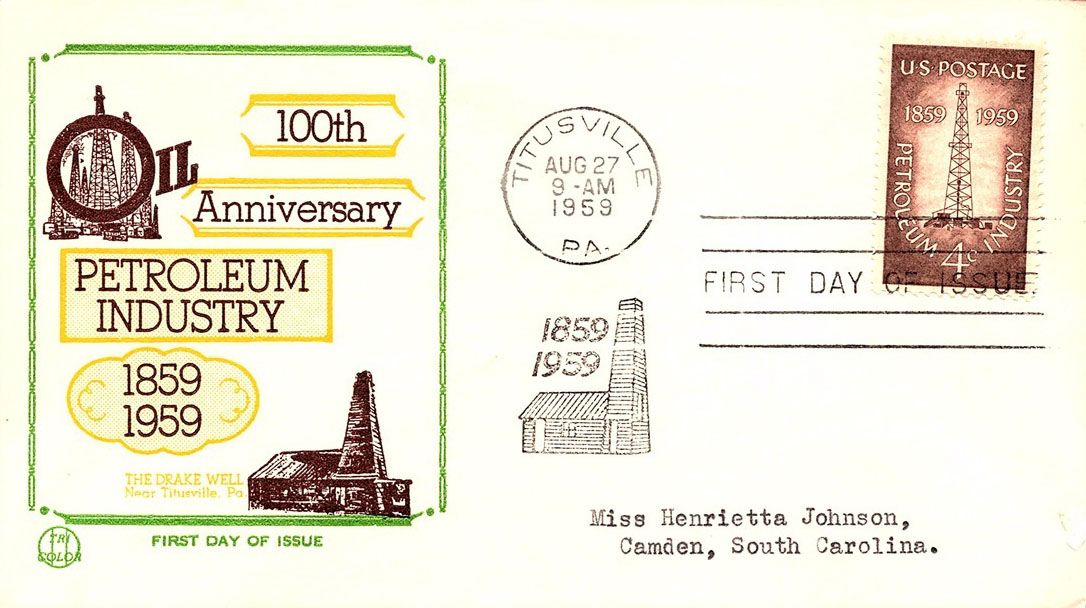 OIL
100th
Anniversary
PETROLEUM
INDUSTRY
1859
1959
THE DRAKE WELL
Near Titusville, Pa.
FIRST DAY OF ISSUE
TRI
COLOR
TITUSVILLE
AUG 27
9-AM
1959
PA.
1859
1959
U.S. POSTAGE
1859 1959
PETROLEUM INDUSTRY
4¢
FIRST DAY OF ISSUE
Miss Henrietta Johnson,
Camden, South Carolina.